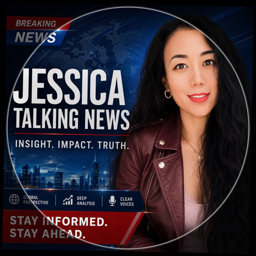 BREAKING
NEWS
JESSICA
TALKING NEWS
INSIGHT. IMPACT. TRUTH.
GLOBAL
PERSPECTIVE
DEEP
ANALYSIS
CLEAR
VOICES
STAY INFORMED.
STAY AHEAD.